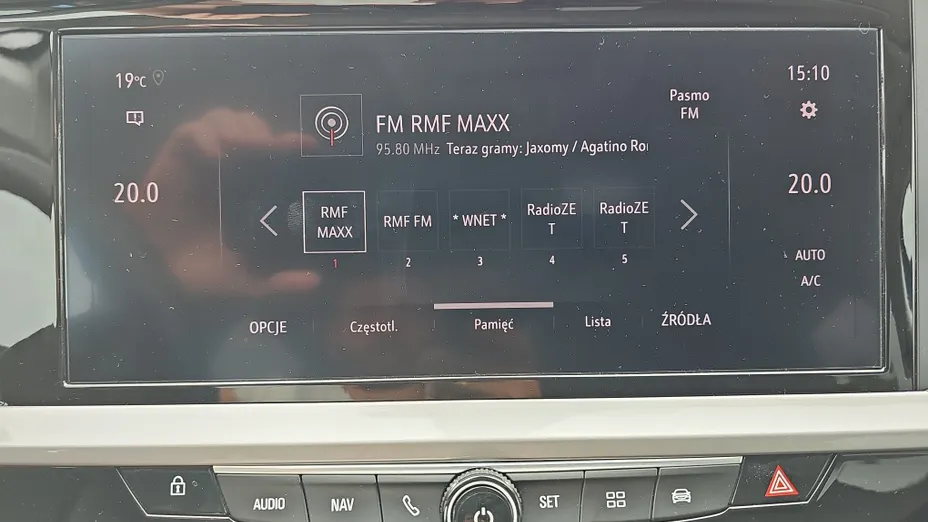 19°C
15:10
Pasmo
FM
FM RMF MAXX
95.80 MHz Teraz gramy: Jaxomy / Agatino Ro
20.0
20.0
RMF
MAXX
RMF FM
* WNET *
RadioZE
T
RadioZE
T
1
2
3
4
5
AUTO
A/C
OPCJE
Częstotl.
Pamięć
Lista
ŹRÓDŁA
AUDIO
NAV
SET